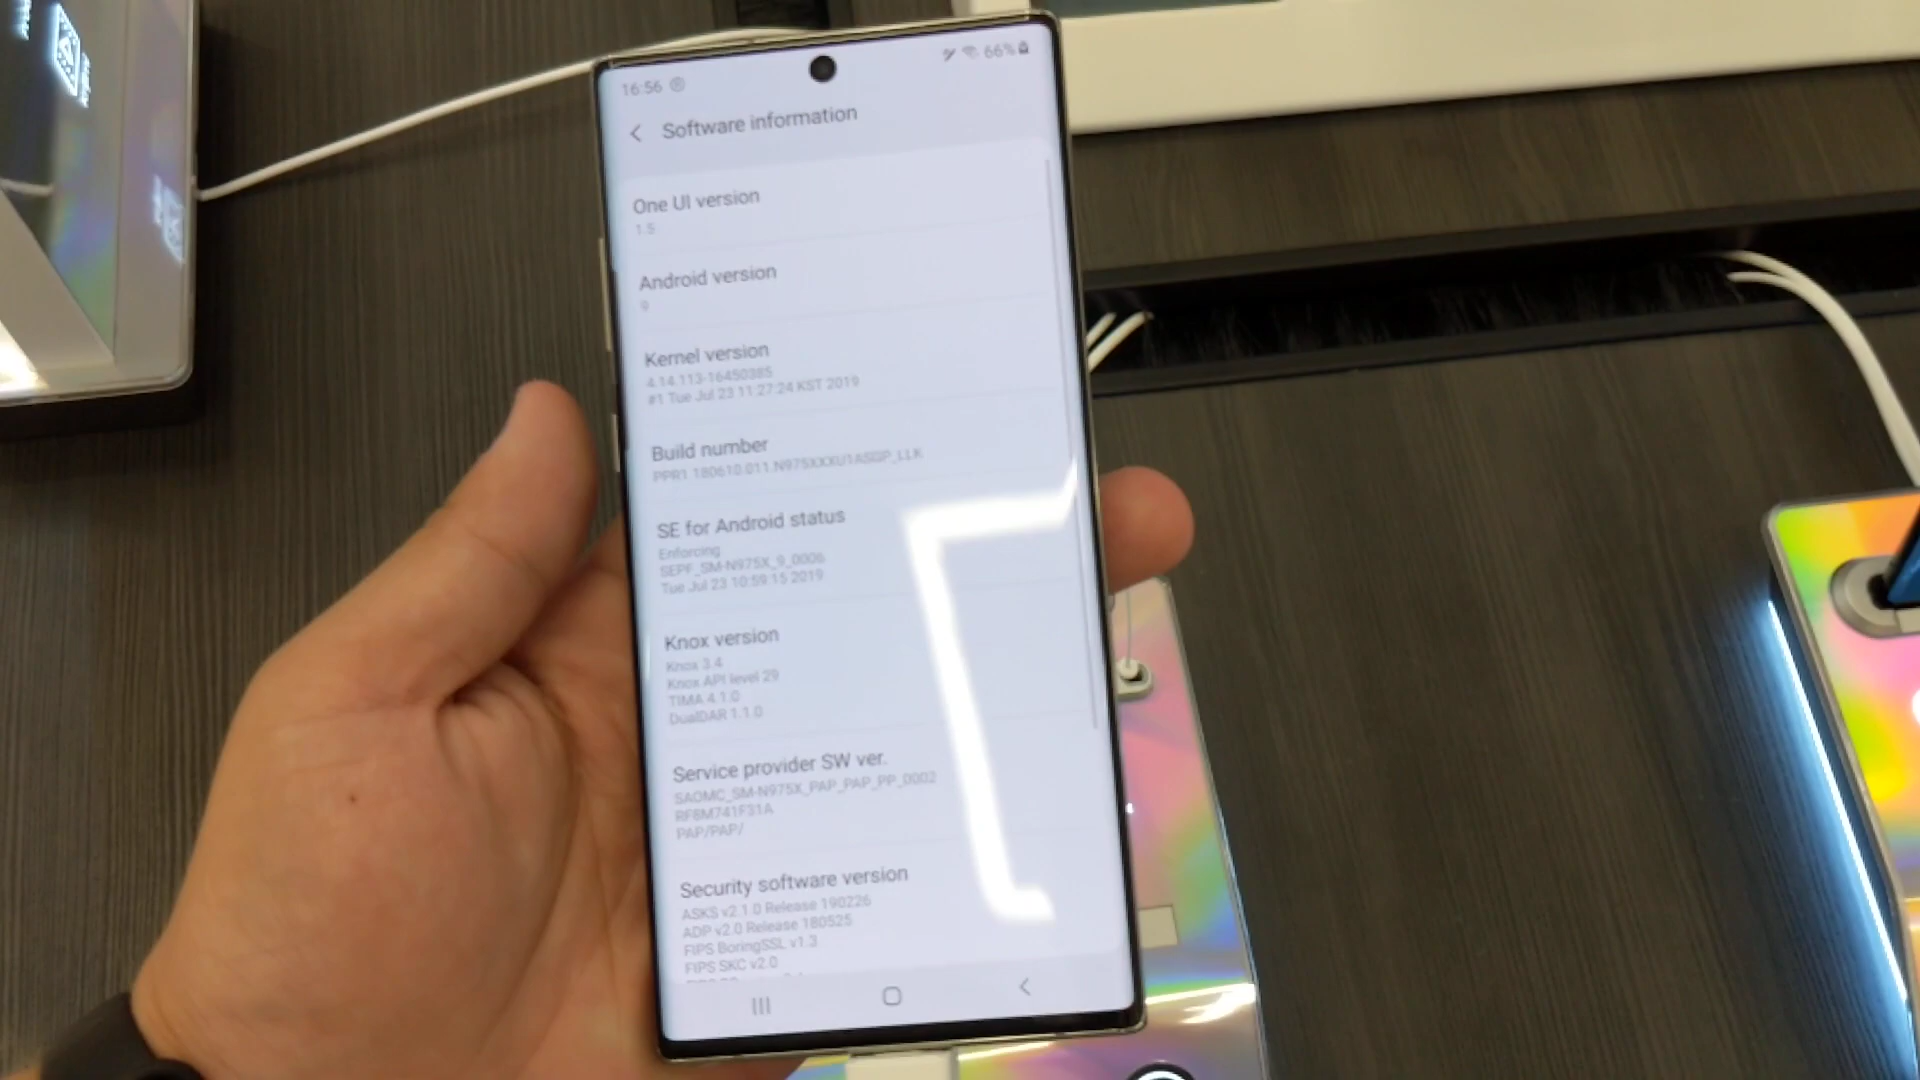 16:56
66%
Software information
One UI version
1.5
Android version
9
Kernel version
4.14.113-16450385
#1 Tue Jul 23 11:27:24 KST 2019
Build number
PPR1.180610.011.N975XXXU1ASGP_LLK
SE for Android status
Enforcing
SEPF_SM-N975X_9_0006
Tue Jul 23 10:59:15 2019
Knox version
Knox 3.4
Knox API level 29
TIMA 4.1.0
DualDAR 1.1.0
Service provider SW ver.
SAOMC_SM-N975X_PAP_PAP_PP_0002
RF8M741F31A
PAP/PAP/
Security software version
ASKS v2.1.0 Release 190226
ADP v2.0 Release 180525
FIPS BoringSSL v1.3
FIPS SKC v2.0